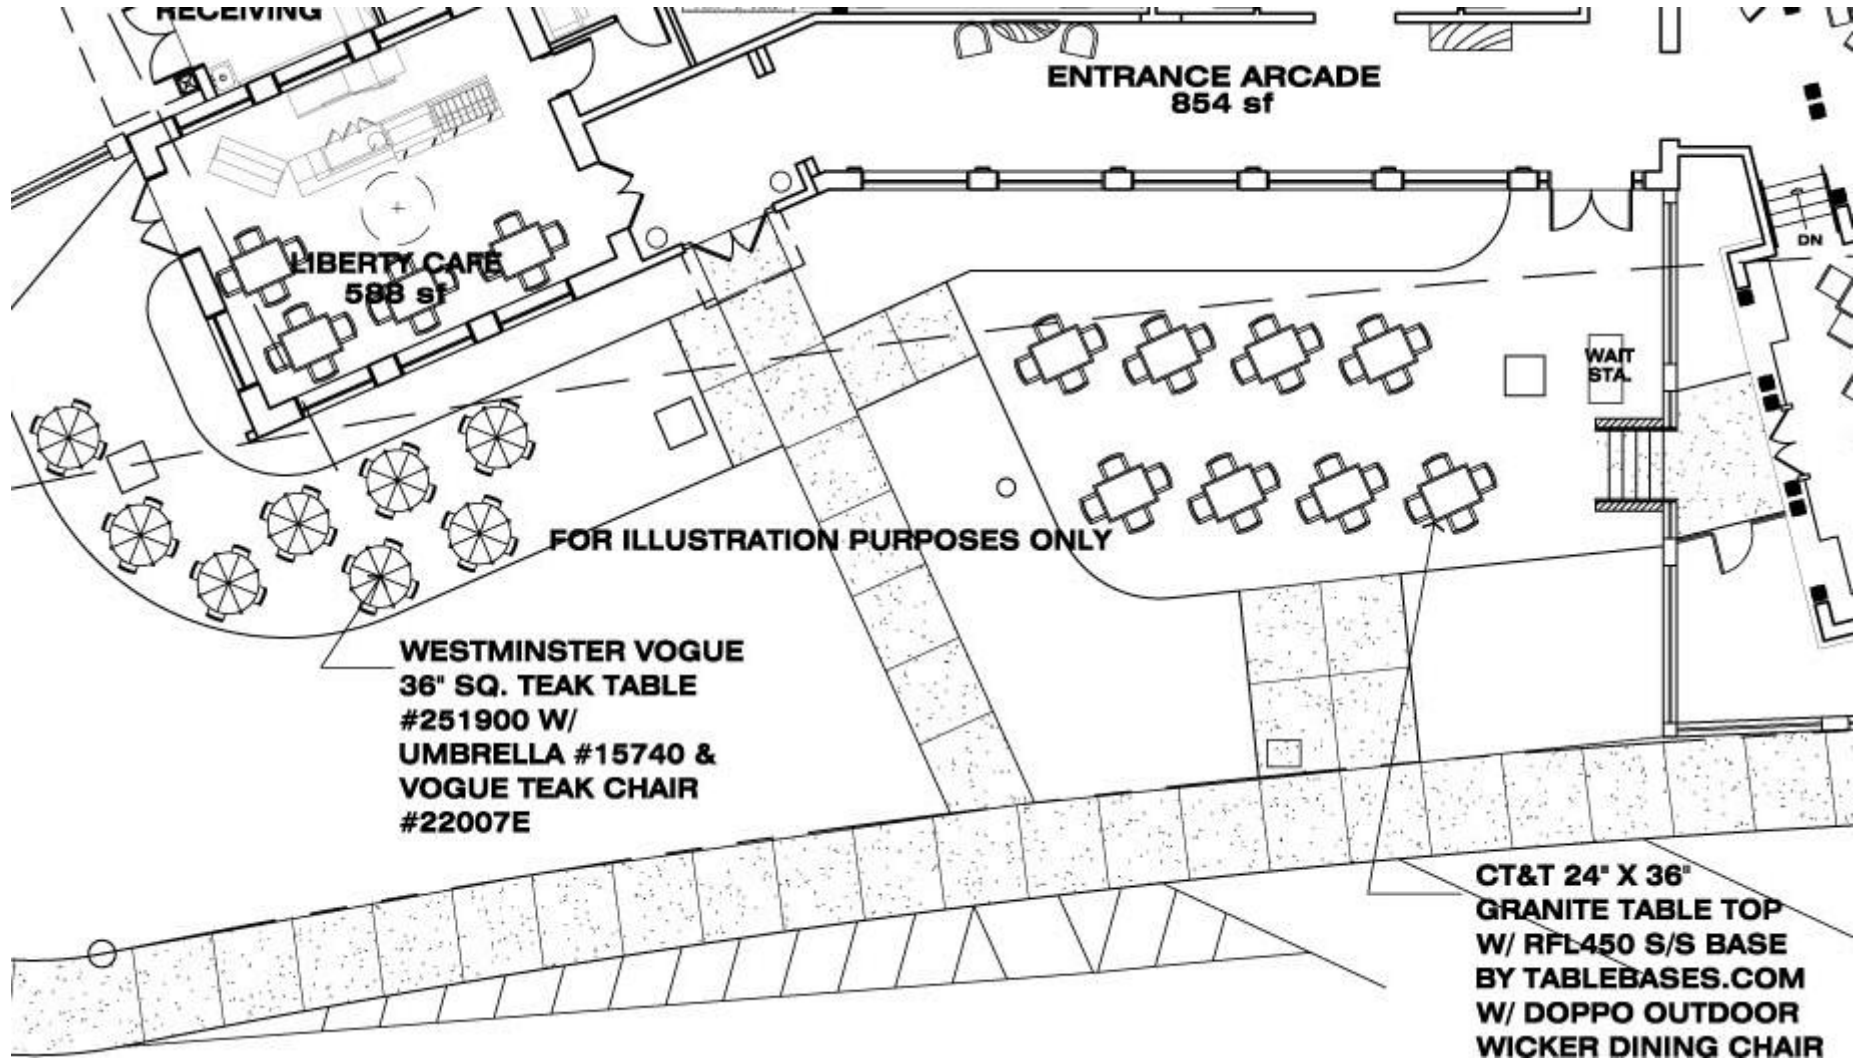 RECEIVING
ENTRANCE ARCADE
854 sf
DN
LIBERTY CAFE
588 sf
WAIT
STA.
FOR ILLUSTRATION PURPOSES ONLY
WESTMINSTER VOGUE
36" SQ. TEAK TABLE
#251900 W/
UMBRELLA #15740 &
VOGUE TEAK CHAIR
#22007E
CT&T 24" X 36"
GRANITE TABLE TOP
W/ RFL450 S/S BASE
BY TABLEBASES.COM
W/ DOPPO OUTDOOR
WICKER DINING CHAIR